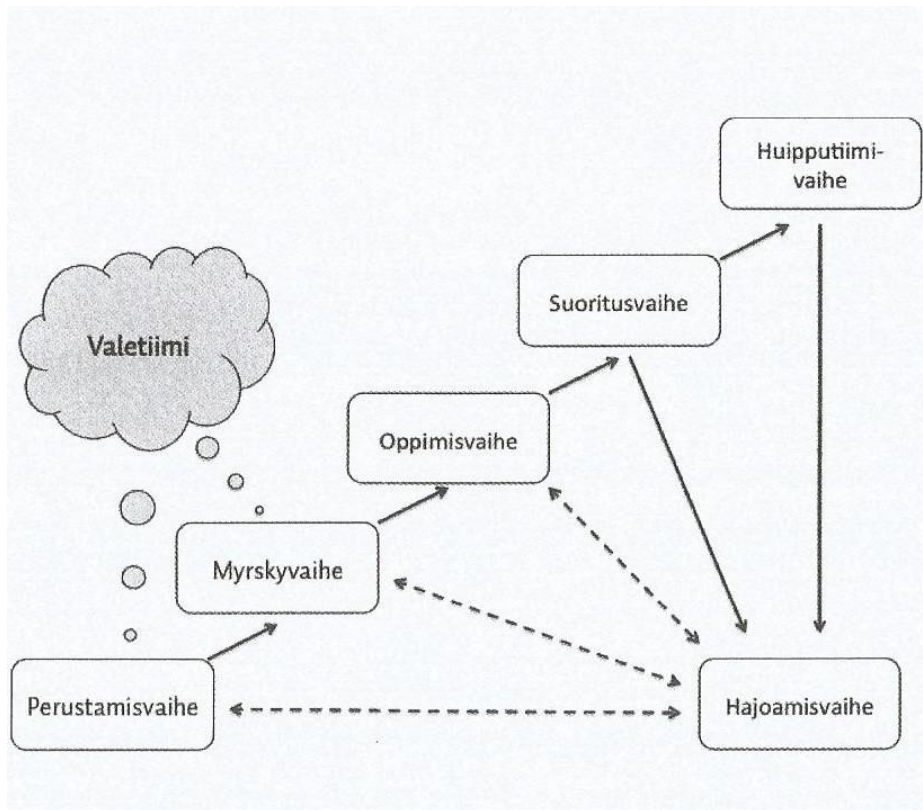 Huipputiimi-
vaihe
Suoritusvaihe
Valetiimi
Oppimisvaihe
Myrskyvaihe
Perustamisvaihe
Hajoamisvaihe